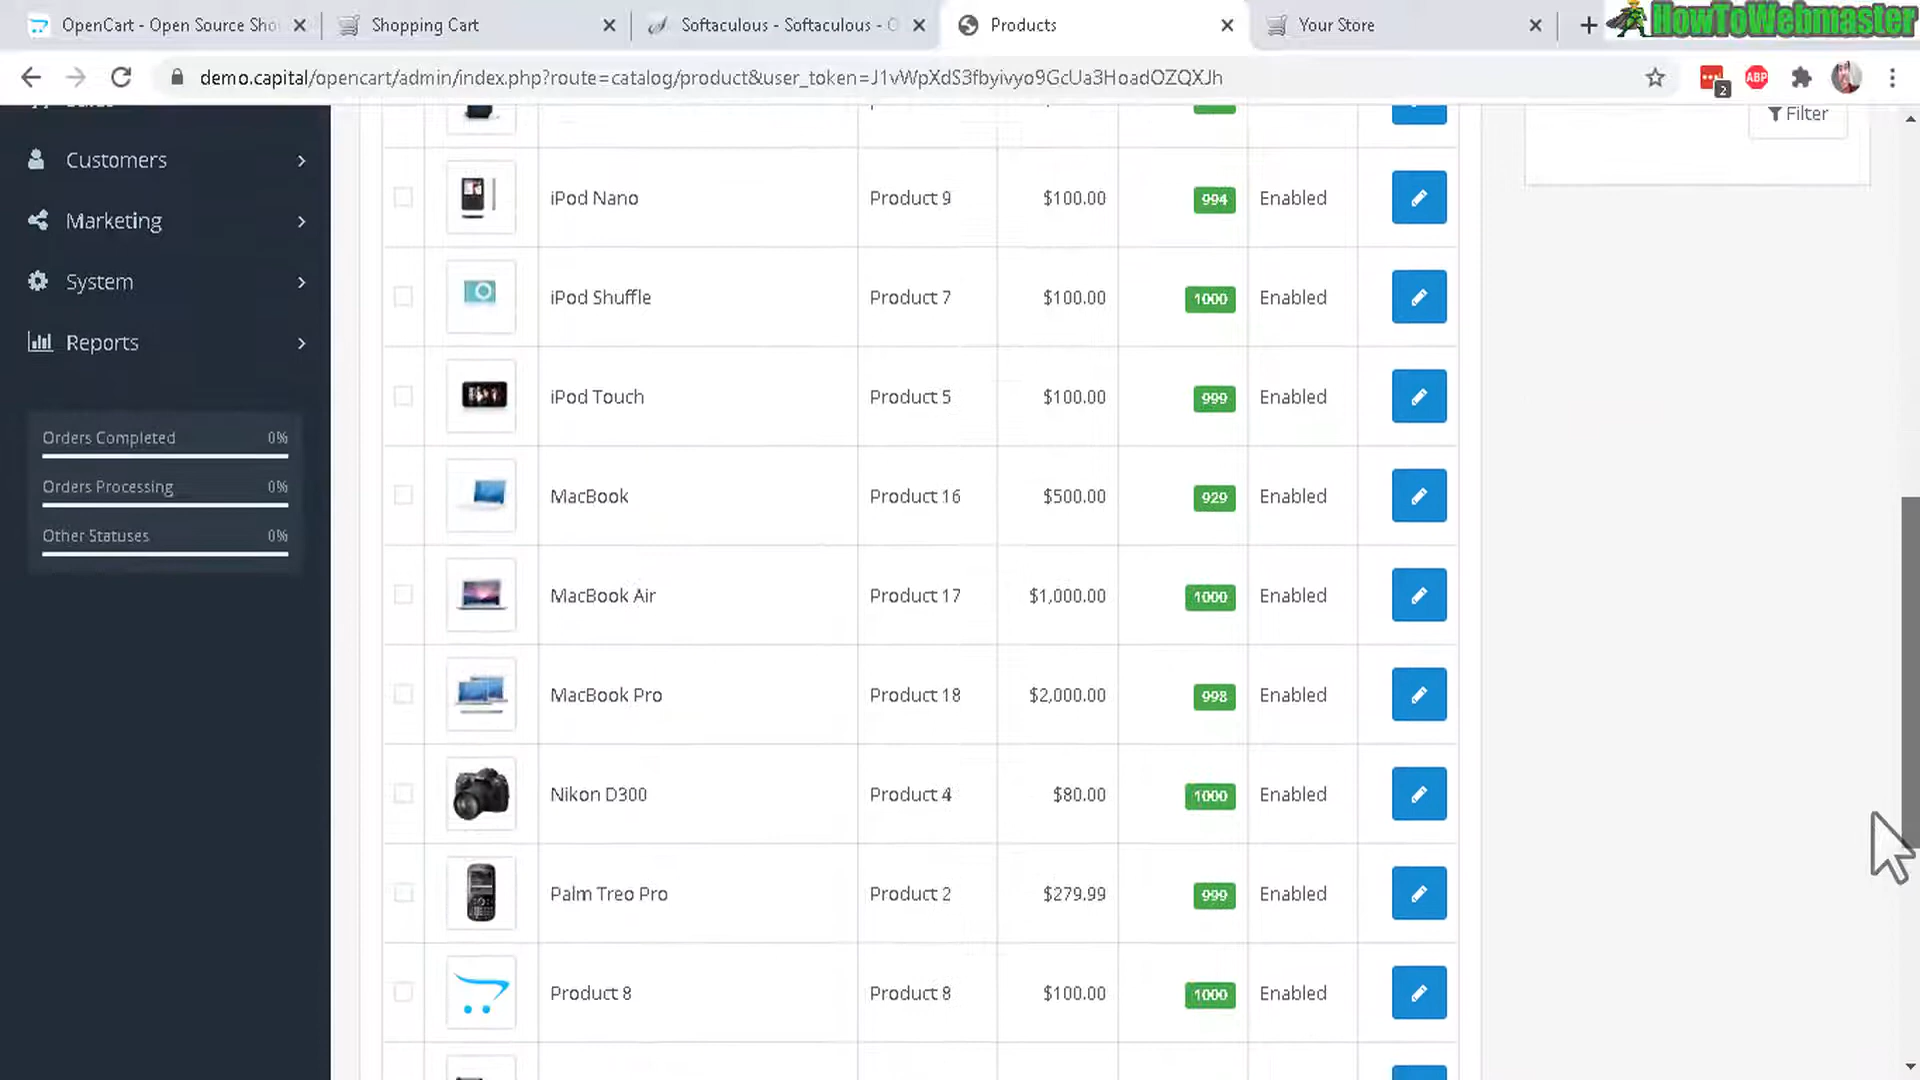 OpenCart - Open Source Sho
Shopping Cart
Softaculous - Softaculous - O
Products
Your Store
HowToWebmaster
demo.capital/opencart/admin/index.php?route=catalog/product&user_token=J1vWpXdS3fbyivyo9GcUa3HoadOZQXJh
ABP
2
Filter
Customers
Marketing
System
Reports
Orders Completed 0%
Orders Processing 0%
Other Statuses 0%
iPod Nano Product 9 $100.00 994 Enabled
iPod Shuffle Product 7 $100.00 1000 Enabled
iPod Touch Product 5 $100.00 999 Enabled
MacBook Product 16 $500.00 929 Enabled
MacBook Air Product 17 $1,000.00 1000 Enabled
MacBook Pro Product 18 $2,000.00 998 Enabled
Nikon D300 Product 4 $80.00 1000 Enabled
Palm Treo Pro Product 2 $279.99 999 Enabled
Product 8 Product 8 $100.00 1000 Enabled